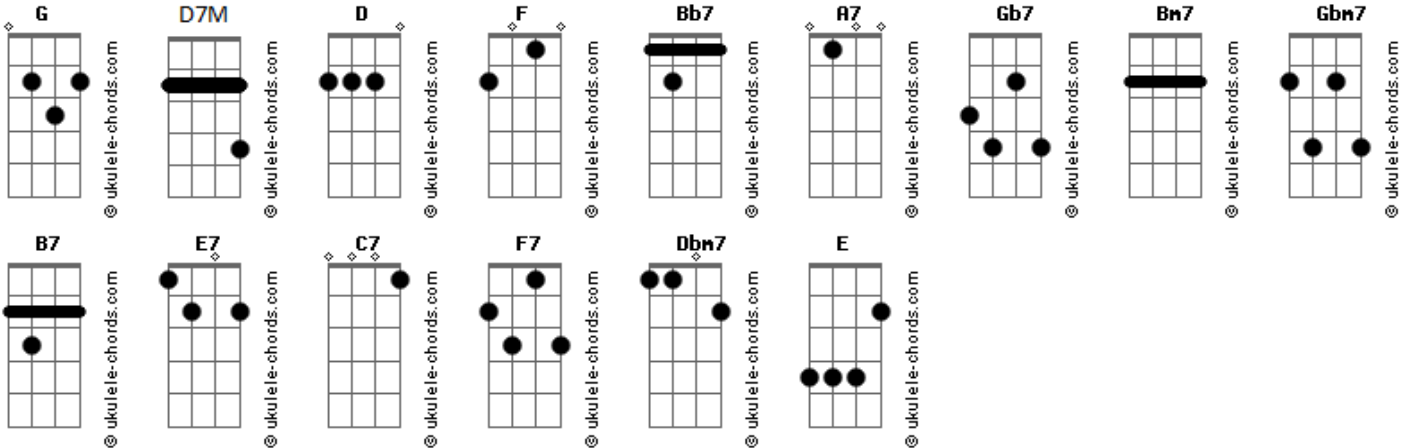 G D7M D F Bb7 A7 Gb7 Bm7 Gbm7
© ukulele-chords.com © ukulele-chords.com © ukulele-chords.com © ukulele-chords.com © ukulele-chords.com © ukulele-chords.com © ukulele-chords.com © ukulele-chords.com © ukulele-chords.com
B7 E7 C7 F7 Dbm7 E
© ukulele-chords.com © ukulele-chords.com © ukulele-chords.com © ukulele-chords.com © ukulele-chords.com © ukulele-chords.com